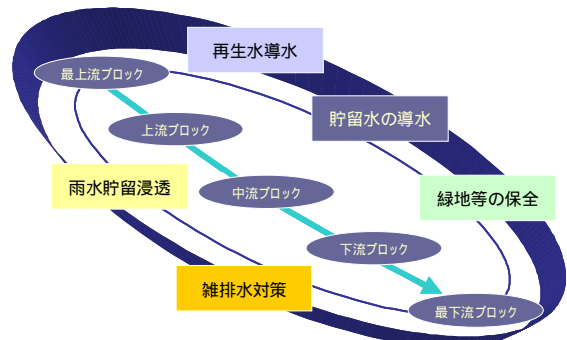 再生水導水
最上流ブロック
貯留水の導水
上流ブロック
雨水貯留浸透
中流ブロック
緑地等の保全
下流ブロック
雑排水対策
最下流ブロック